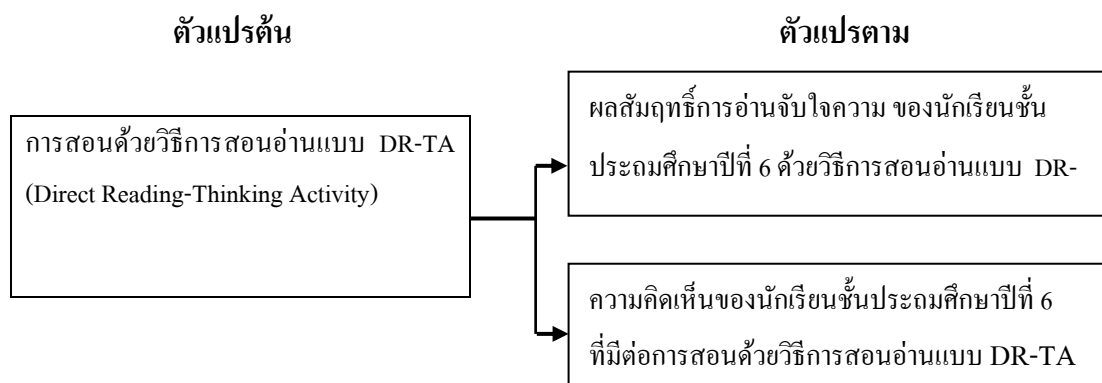 ตัวแปรต้น
ตัวแปรตาม
การสอนด้วยวิธีการสอนอ่านแบบ DR-TA
(Direct Reading-Thinking Activity)
ผลสัมฤทธิ์การอ่านจับใจความ ของนักเรียนชั้น
ประถมศึกษาปีที่ 6 ด้วยวิธีการสอนอ่านแบบ DR-
ความคิดเห็นของนักเรียนชั้นประถมศึกษาปีที่ 6
ที่มีต่อการสอนด้วยวิธีการสอนอ่านแบบ DR-TA